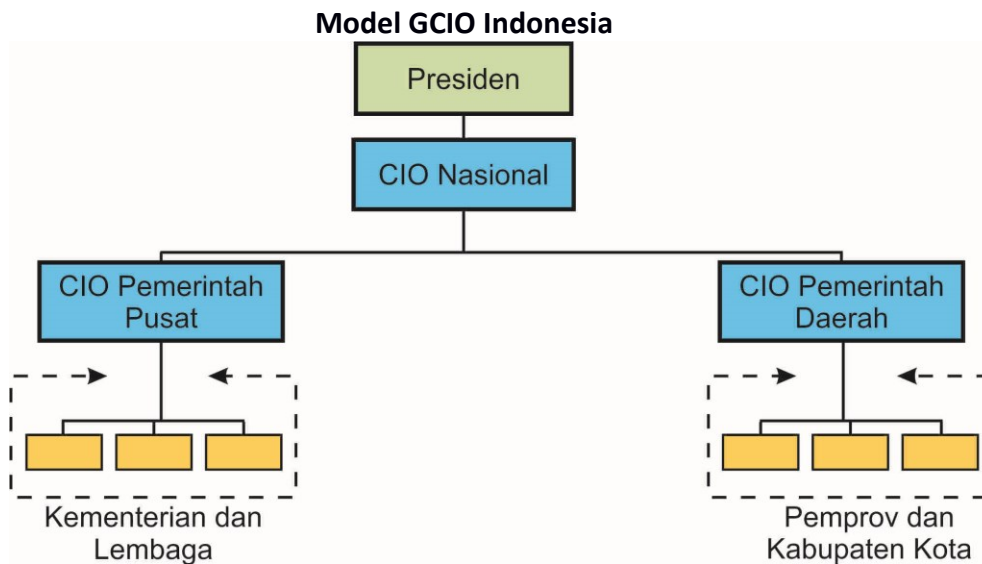 Model GCIO Indonesia
Presiden
CIO Nasional
CIO Pemerintah
Pusat
CIO Pemerintah
Daerah
Kementerian dan
Lembaga
Pemprov dan
Kabupaten Kota